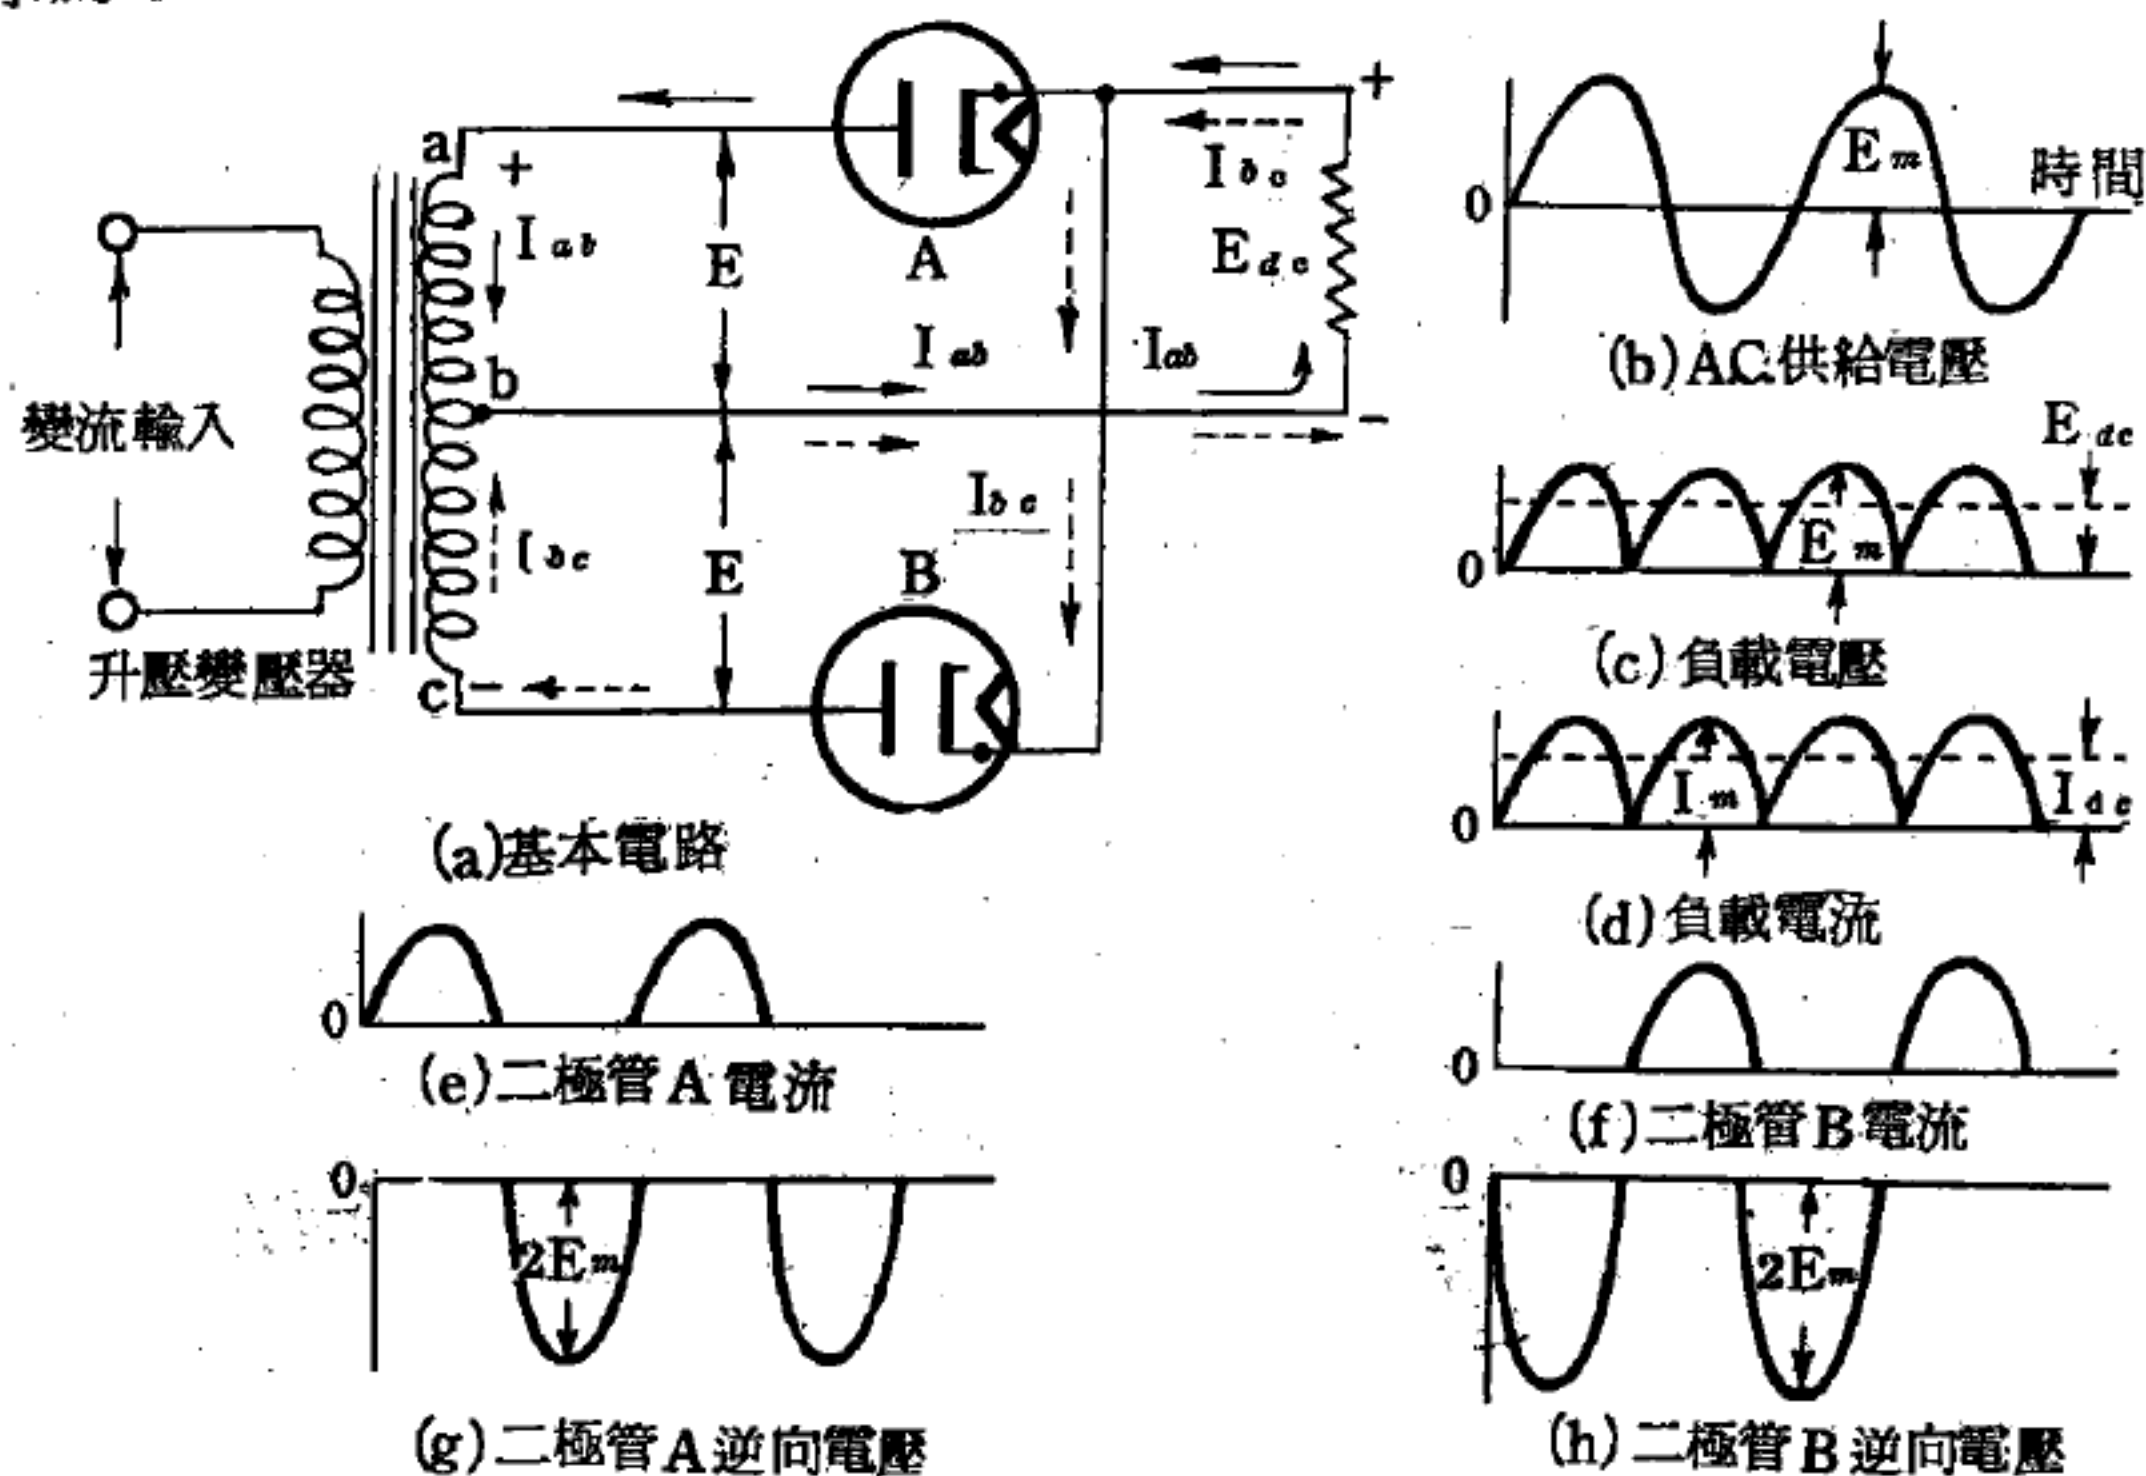 a
+
I ab
E
A
I ab
b
變流輸入
升壓變壓器
bc
E
I bc
B
c
−
+
I bc
E dc
Iab
−
(a)基本電路
E m
時間
0
(b)AC供給電壓
E dc
E m
0
(c)負載電壓
I m
I dc
0
(d)負載電流
0
(e)二極管A電流
0
(f)二極管B電流
0
2Em
(g)二極管A逆向電壓
0
2Em
(h)二極管B逆向電壓